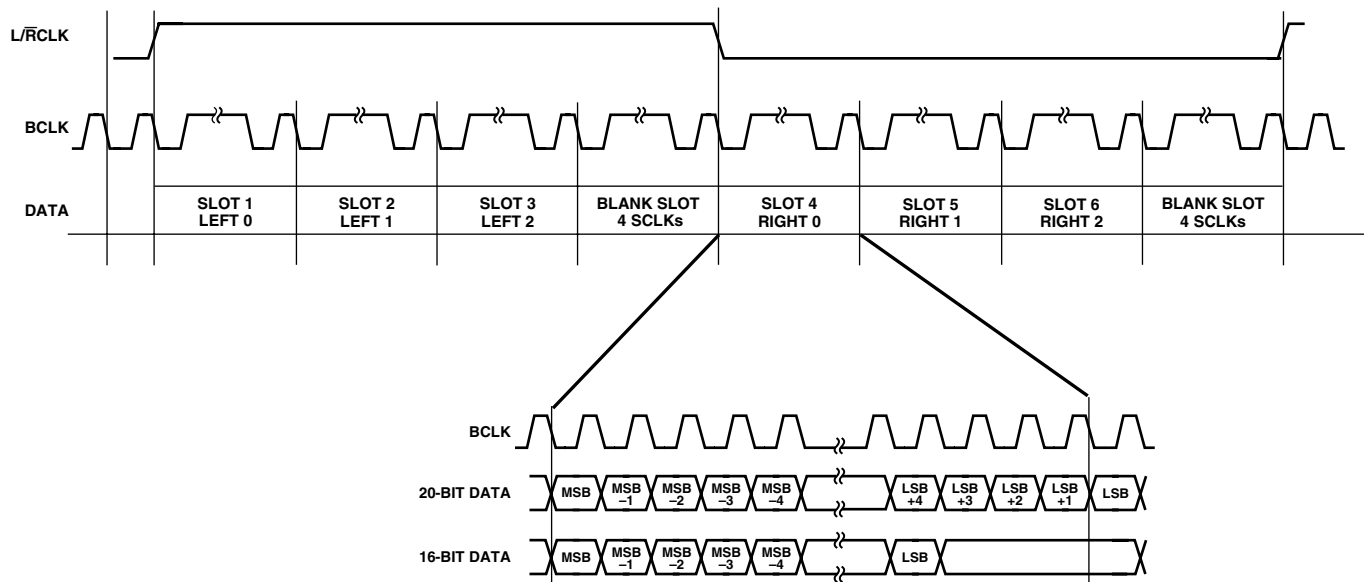 L/R̅CLK
BCLK
DATA
SLOT 1
LEFT 0
SLOT 2
LEFT 1
SLOT 3
LEFT 2
BLANK SLOT
4 SCLKs
SLOT 4
RIGHT 0
SLOT 5
RIGHT 1
SLOT 6
RIGHT 2
BLANK SLOT
4 SCLKs
BCLK
20-BIT DATA
MSB
MSB
–1
MSB
–2
MSB
–3
MSB
–4
LSB
+4
LSB
+3
LSB
+2
LSB
+1
LSB
16-BIT DATA
MSB
MSB
–1
MSB
–2
MSB
–3
MSB
–4
LSB